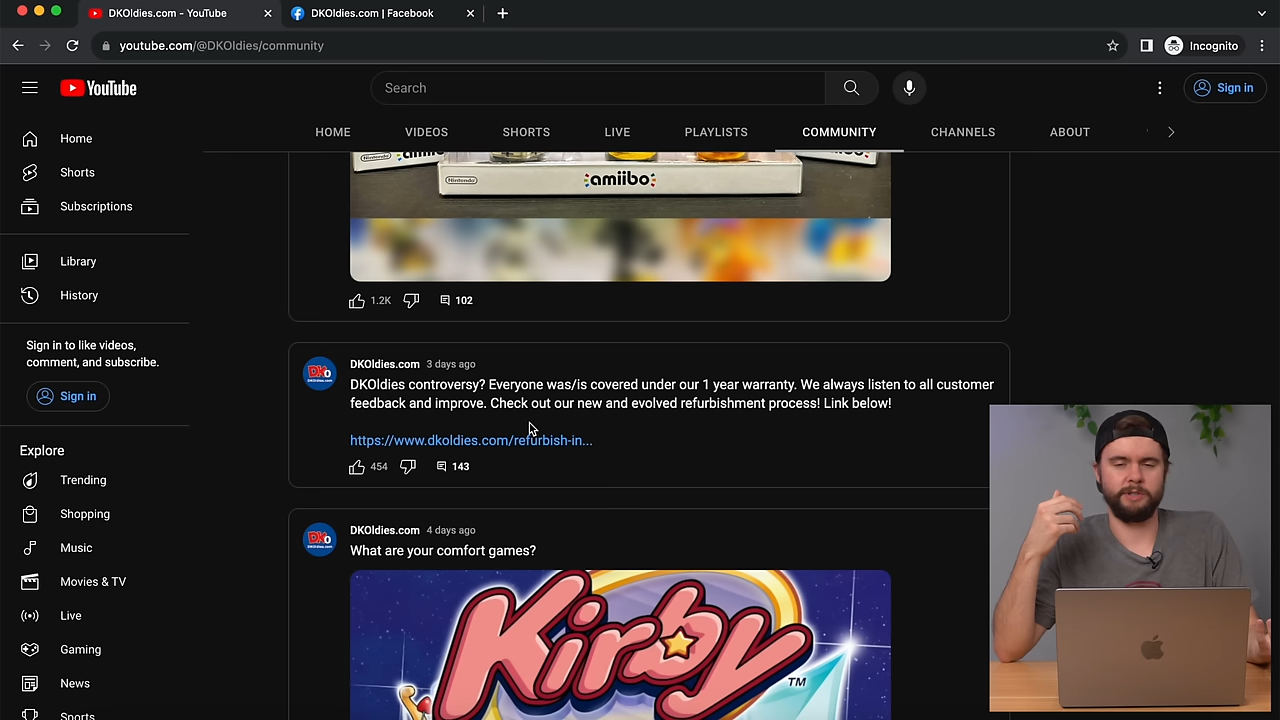 DKOldies.com - YouTube
DKOldies.com | Facebook
youtube.com/@DKOldies/community
Incognito
YouTube
Search
Sign in
HOME
VIDEOS
SHORTS
LIVE
PLAYLISTS
COMMUNITY
CHANNELS
ABOUT
Home
Shorts
Subscriptions
Library
History
Sign in to like videos,
comment, and subscribe.
Sign in
Explore
Trending
Shopping
Music
Movies & TV
Live
Gaming
News
Sports
Nintendo
amiibo
1.2K
102
DKO
DKOldies.com 3 days ago
DKOldies controversy? Everyone was/is covered under our 1 year warranty. We always listen to all customer
feedback and improve. Check out our new and evolved refurbishment process! Link below!
https://www.dkoldies.com/refurbish-in...
454
143
DKO
DKOldies.com 4 days ago
What are your comfort games?
Kirby
TM